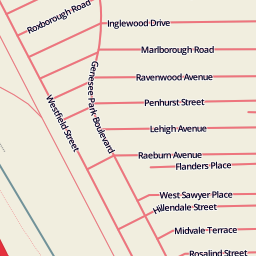 Roxborough Road
Inglewood Drive
Marlborough Road
Ravenwood Avenue
Genesee Park Boulevard
Penhurst Street
Westfield Street
Lehigh Avenue
Raeburn Avenue
Flanders Place
West Sawyer Place
Hillendale Street
Midvale Terrace
Rosalind Street